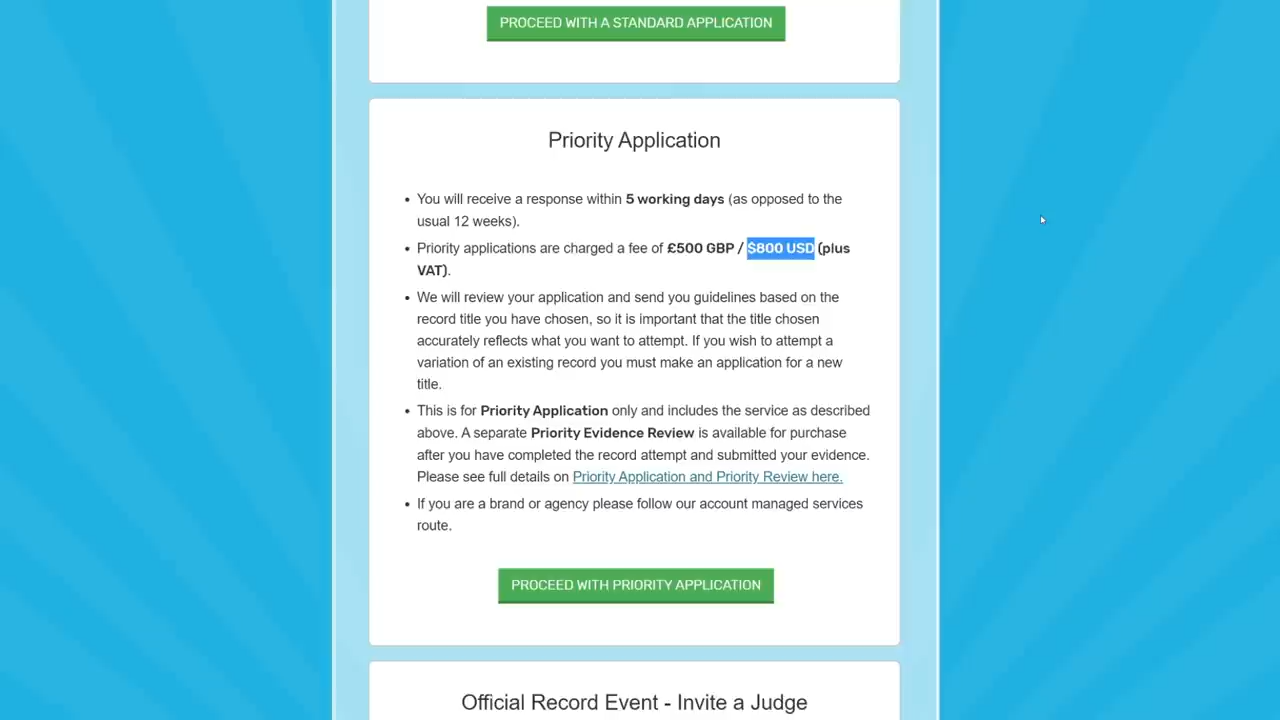 PROCEED WITH A STANDARD APPLICATION
Priority Application
• You will receive a response within 5 working days (as opposed to the
usual 12 weeks).
• Priority applications are charged a fee of £500 GBP / $800 USD (plus
VAT).
• We will review your application and send you guidelines based on the
record title you have chosen, so it is important that the title chosen
accurately reflects what you want to attempt. If you wish to attempt a
variation of an existing record you must make an application for a new
title.
• This is for Priority Application only and includes the service as described
above. A separate Priority Evidence Review is available for purchase
after you have completed the record attempt and submitted your evidence.
Please see full details on Priority Application and Priority Review here.
• If you are a brand or agency please follow our account managed services
route.
PROCEED WITH PRIORITY APPLICATION
Official Record Event - Invite a Judge